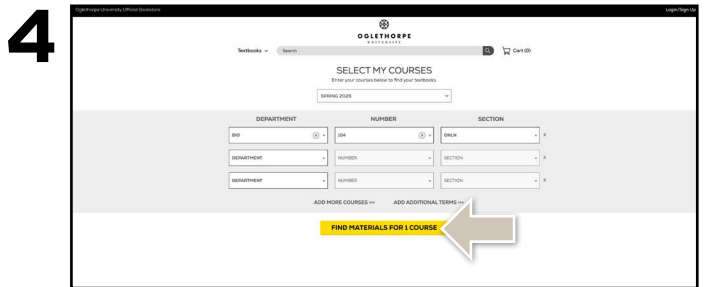 4
Oglethorpe University Official Bookstore
Login/Sign Up
OGLETHORPE
UNIVERSITY
Textbooks Search Cart (0)
SELECT MY COURSES
Enter your courses below to find your textbooks.
SPRING 2025
DEPARTMENT NUMBER SECTION
BIO x 104 x ONLN X
DEPARTMENT NUMBER SECTION X
DEPARTMENT NUMBER SECTION X
ADD MORE COURSES >>> ADD ADDITIONAL TERMS >>>
FIND MATERIALS FOR 1 COURSE